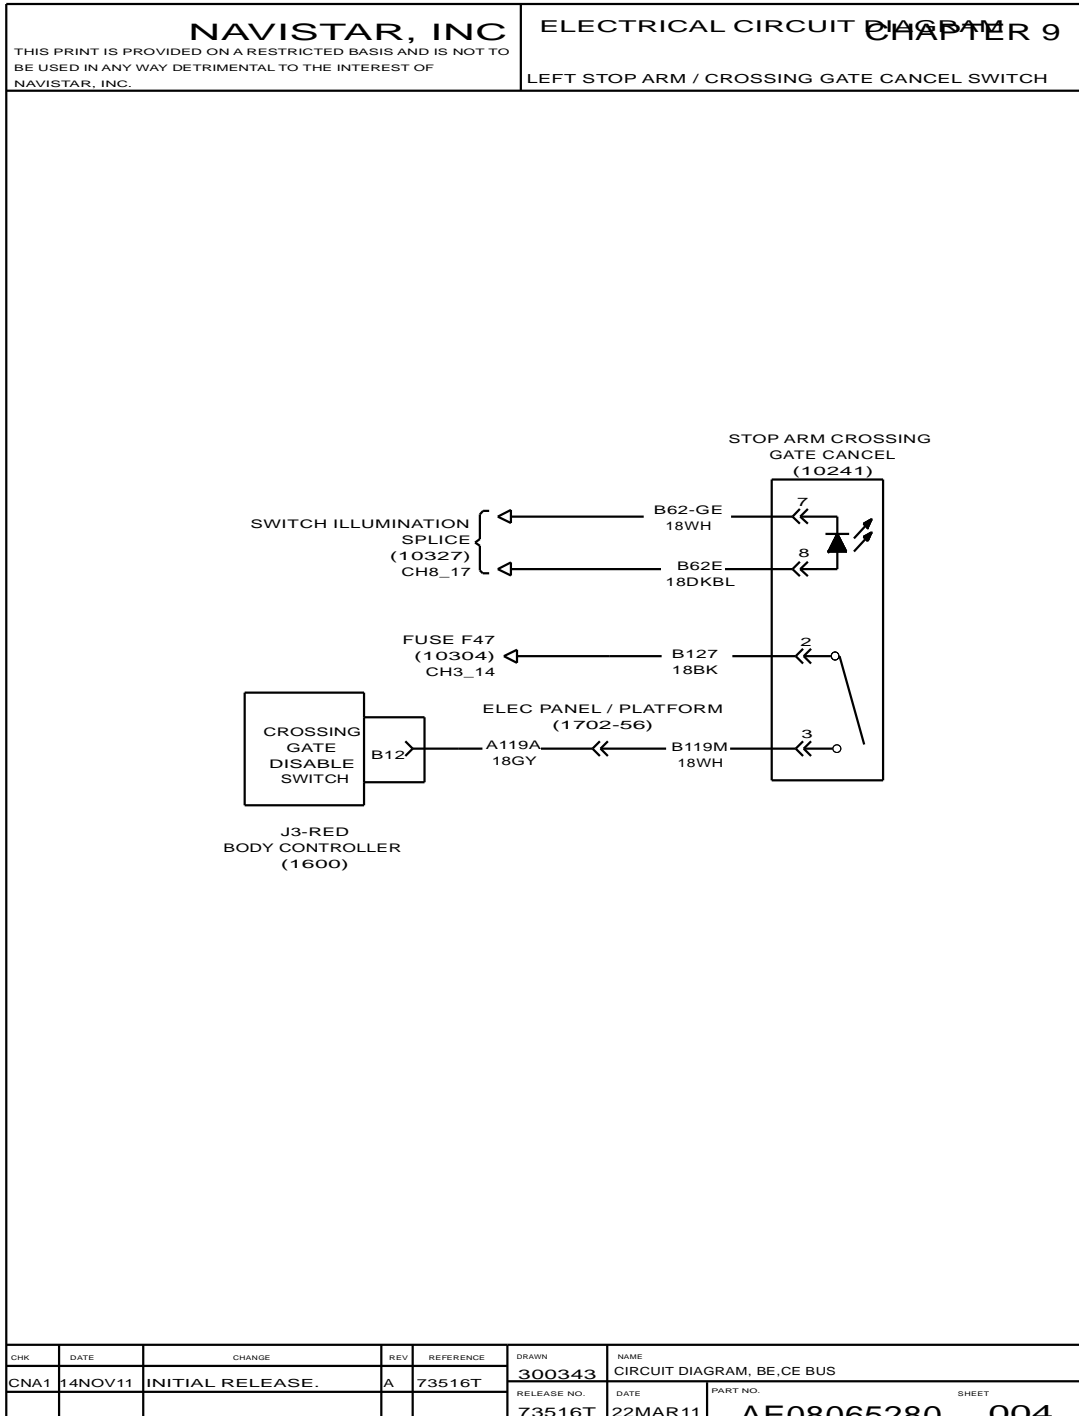 NAVISTAR, INC
THIS PRINT IS PROVIDED ON A RESTRICTED BASIS AND IS NOT TO
BE USED IN ANY WAY DETRIMENTAL TO THE INTEREST OF
NAVISTAR, INC.
ELECTRICAL CIRCUIT DIAGRAM
CHAPTER 9
LEFT STOP ARM / CROSSING GATE CANCEL SWITCH
STOP ARM CROSSING
GATE CANCEL
(10241)
SWITCH ILLUMINATION
SPLICE
(10327)
CH8_17
B62-GE
18WH
7
B62E
18DKBL
8
FUSE F47
(10304)
CH3_14
B127
18BK
2
ELEC PANEL / PLATFORM
(1702-56)
CROSSING
GATE
DISABLE
SWITCH
B12
A119A
18GY
B119M
18WH
3
J3-RED
BODY CONTROLLER
(1600)
CHK DATE CHANGE REV REFERENCE
CNA1 14NOV11 INITIAL RELEASE. A 73516T
DRAWN
300343
NAME
CIRCUIT DIAGRAM, BE,CE BUS
RELEASE NO.
73516T
DATE
22MAR11
PART NO.
AE08065280
SHEET
004